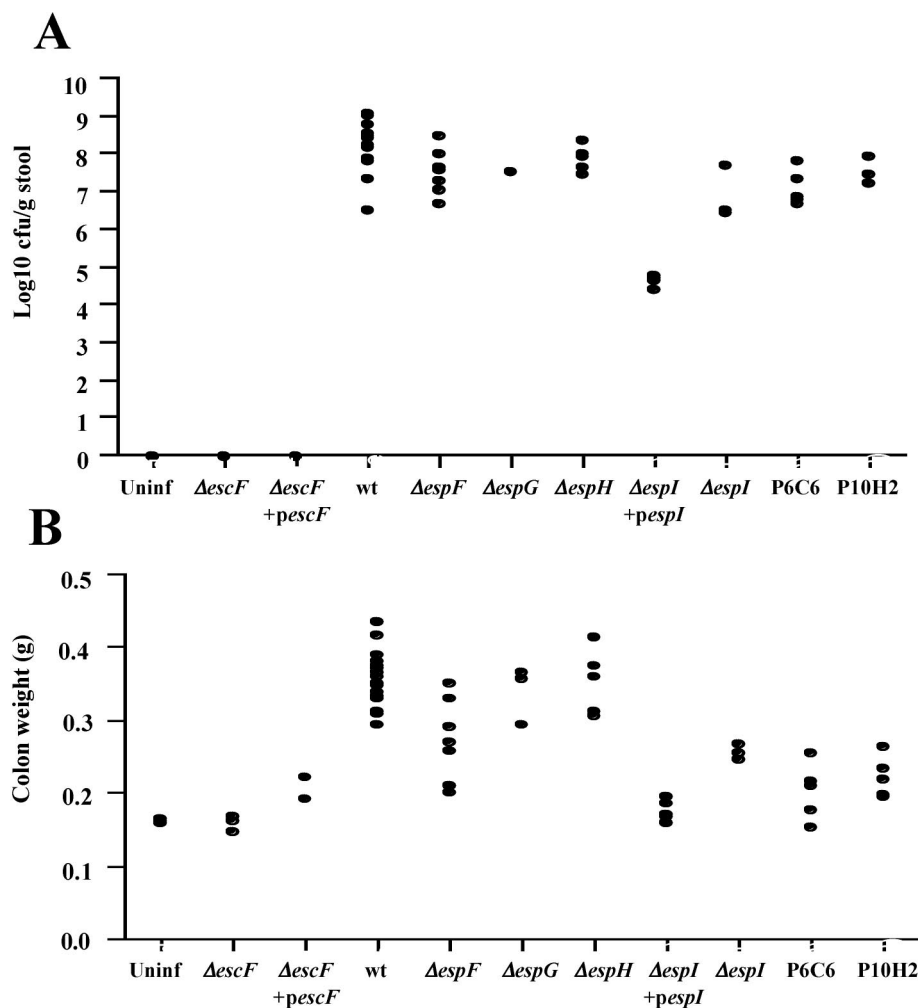 A
Log10 cfu/g stool
10
9
8
7
6
5
4
3
2
1
0
Uninf ΔescF ΔescF wt ΔespF ΔespG ΔespH ΔespI ΔespI P6C6 P10H2
+pescF +pespI
B
Colon weight (g)
0.5
0.4
0.3
0.2
0.1
0.0
Uninf ΔescF ΔescF wt ΔespF ΔespG ΔespH ΔespI ΔespI P6C6 P10H2
+pescF +pespI